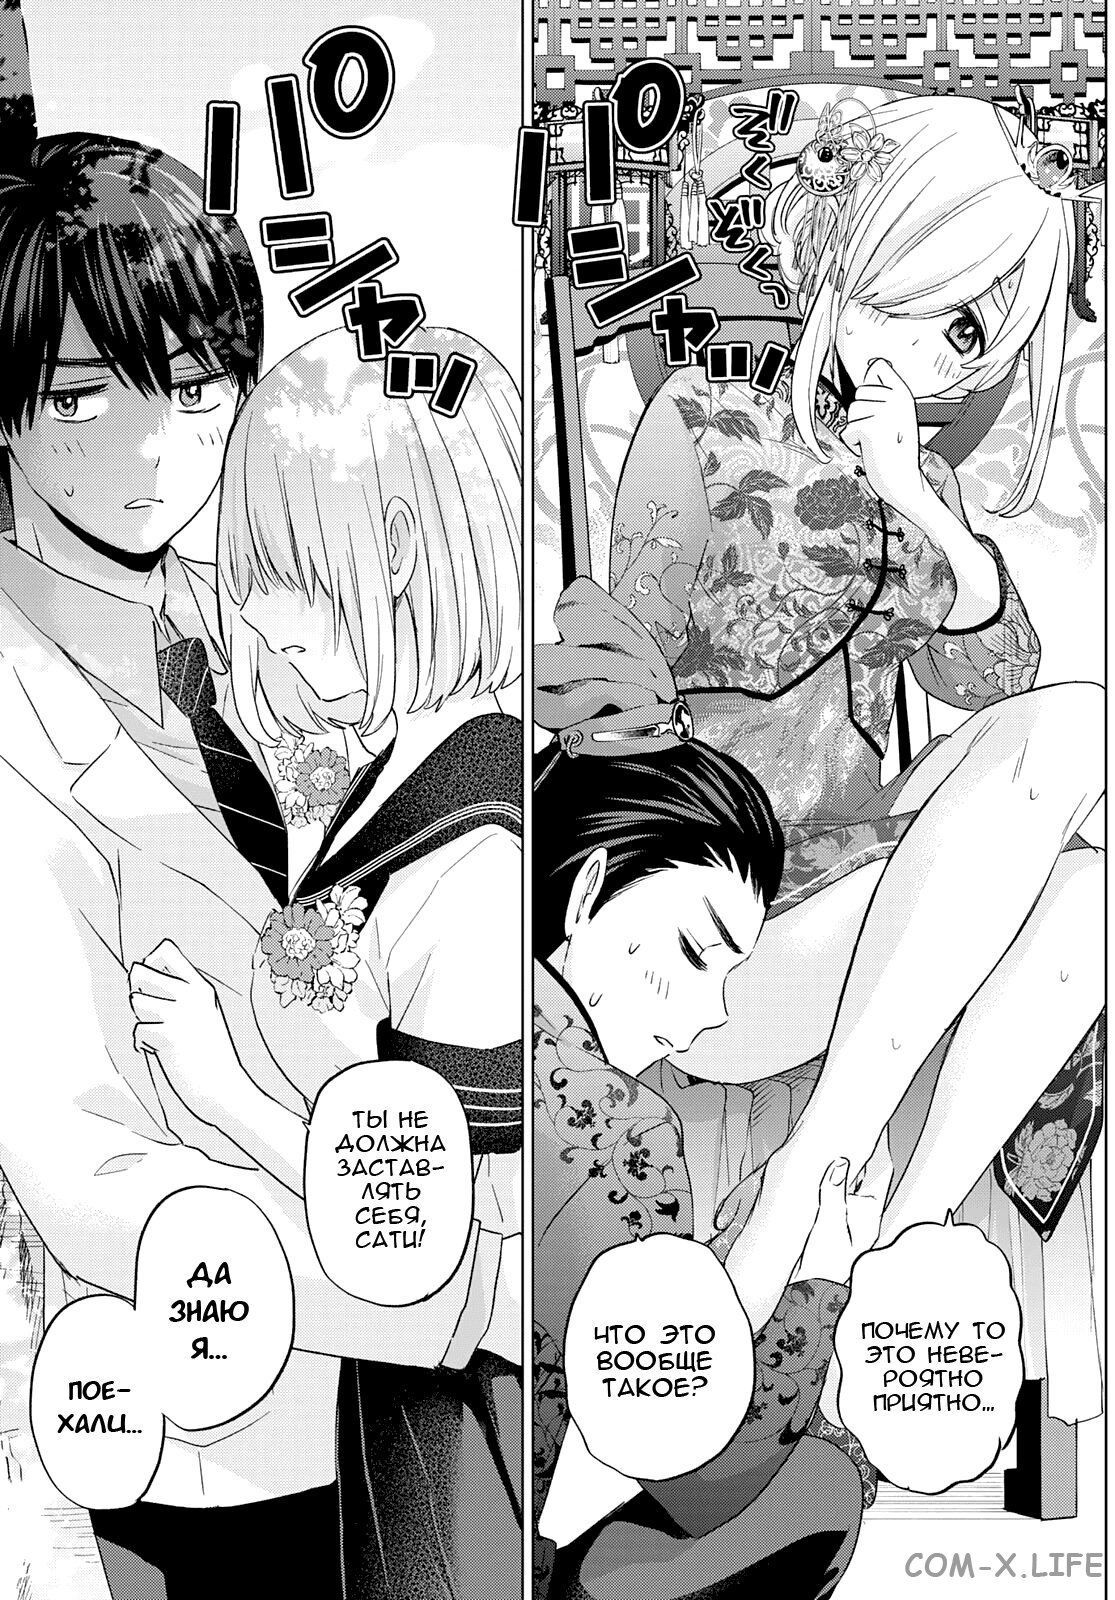 ぞくっ
ぞくっ
パシャッ
パシャッ
ПОЧЕМУ ТО
ЭТО НЕВЕ-
РОЯТНО
ПРИЯТНО...
ЧТО ЭТО
ВООБЩЕ
ТАКОЕ?
ТЫ НЕ
ДОЛЖНА
ЗАСТАВ-
ЛЯТЬ
СЕБЯ,
САТИ!
ДА
ЗНАЮ
Я...
ПОЕ-
ХАЛИ...
COM-X.LIFE